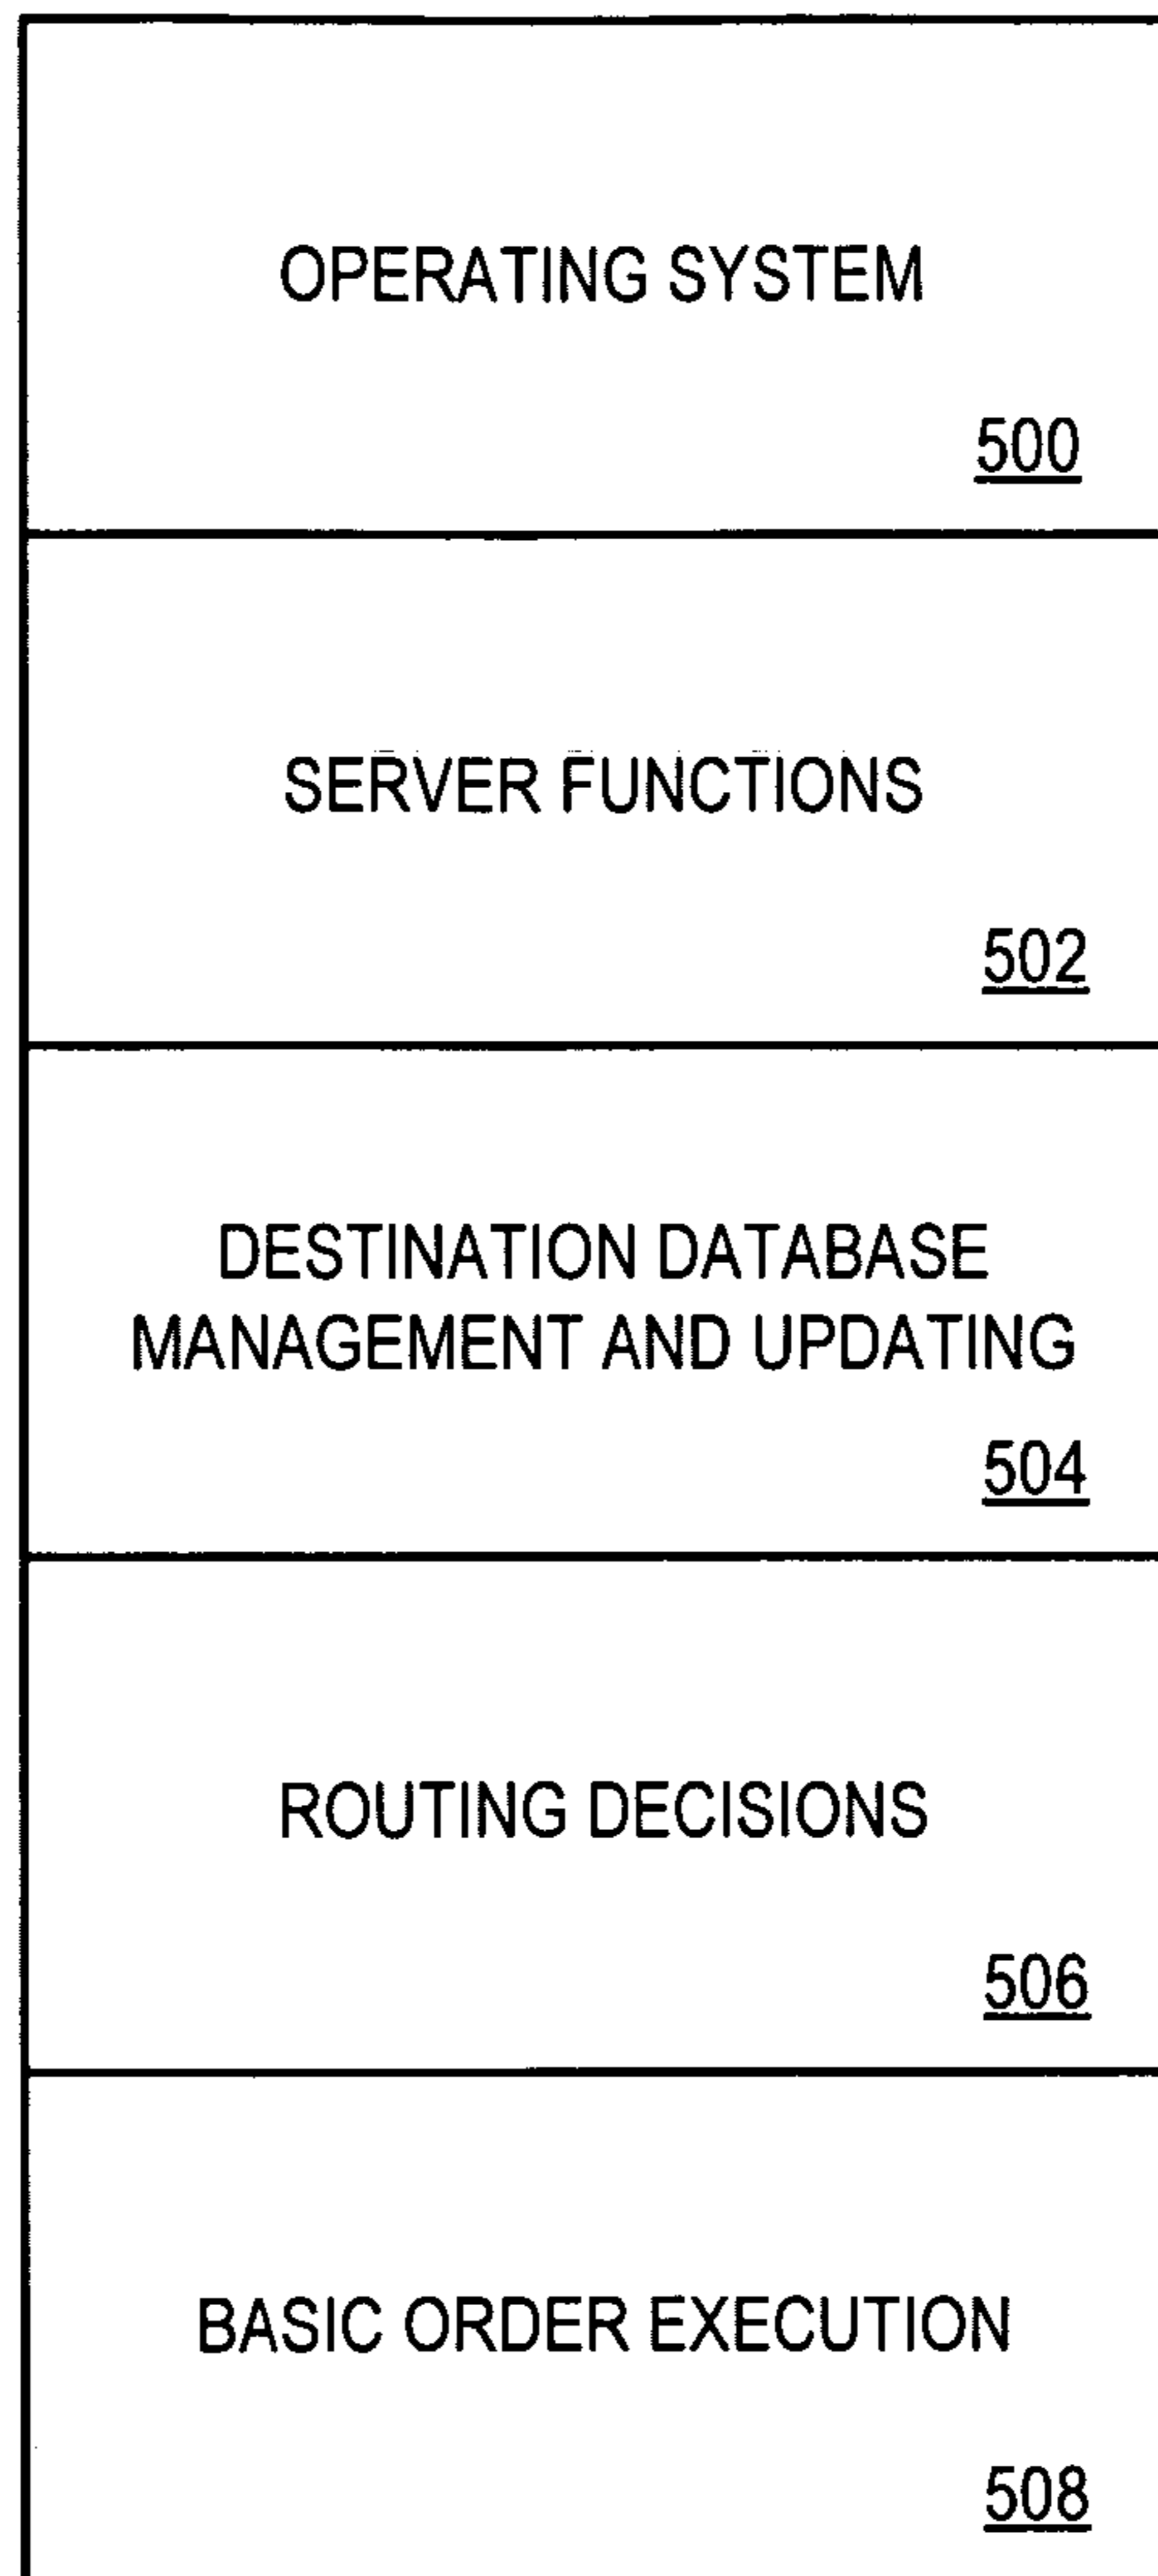 OPERATING SYSTEM
500
SERVER FUNCTIONS
502
DESTINATION DATABASE
MANAGEMENT AND UPDATING
504
ROUTING DECISIONS
506
BASIC ORDER EXECUTION
508